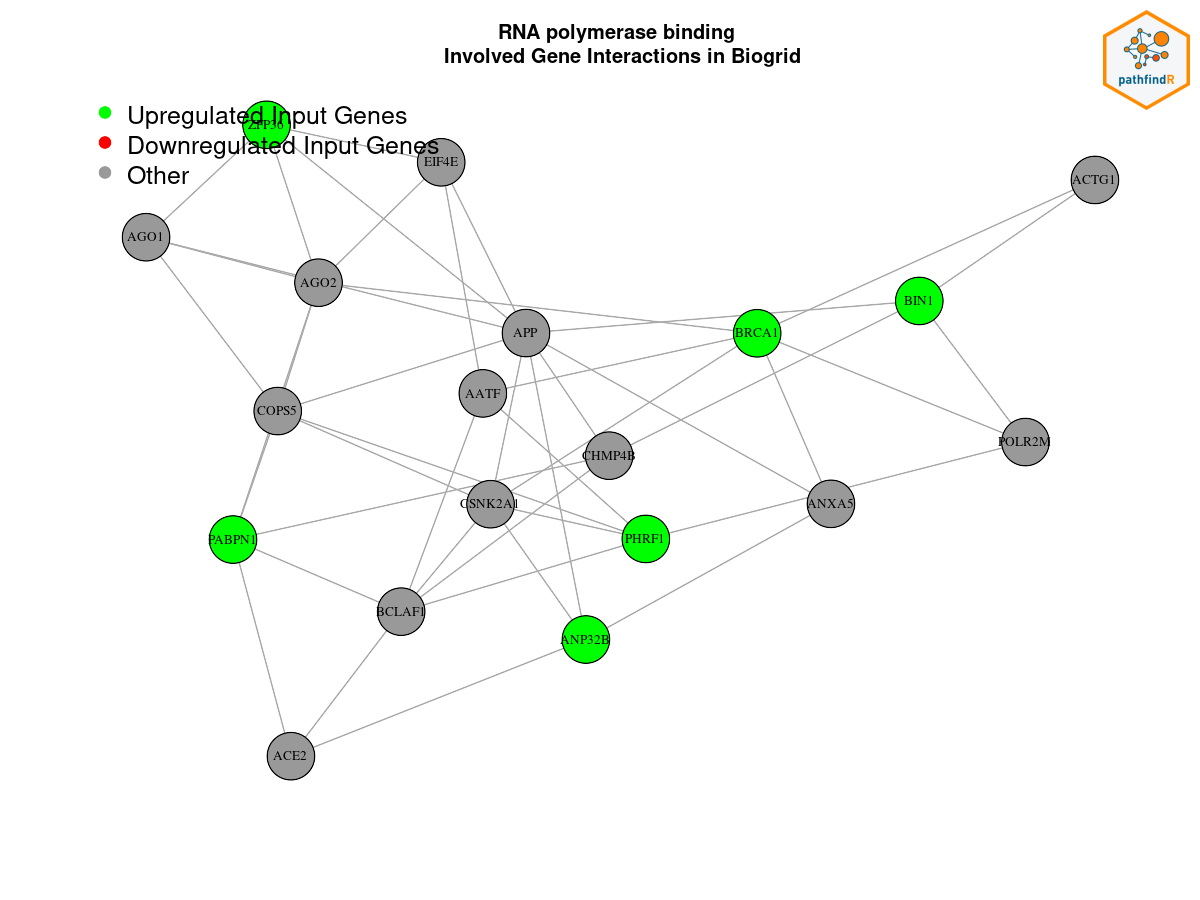 RNA polymerase binding
Involved Gene Interactions in Biogrid
pathfindR
Upregulated Input Genes
ZFP36
Downregulated Input Genes
EIF4E
Other
ACTG1
AGO1
AGO2
BIN1
APP
BRCA1
AATF
COPS5
POLR2M
CHMP4B
CSNK2A1
ANXA5
PABPN1
PHRF1
BCLAF1
ANP32B
ACE2